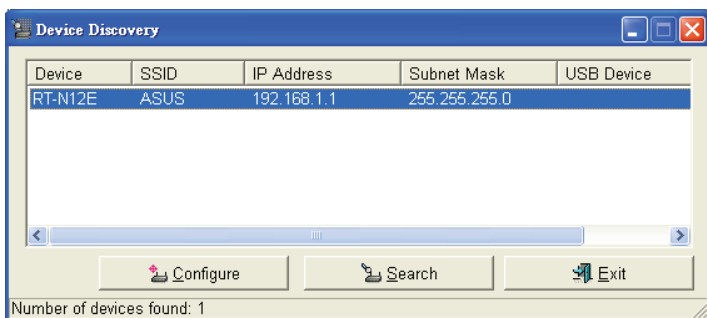 Device Discovery
Device SSID IP Address Subnet Mask USB Device
RT-N12E ASUS 192.168.1.1 255.255.255.0
Configure Search Exit
Number of devices found: 1